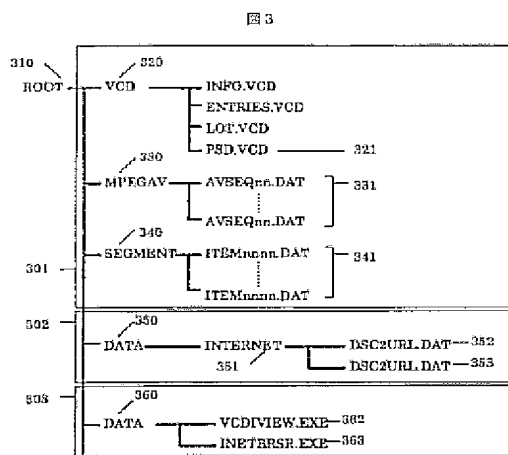 図3
310 320
ROOT VCD INFO.VCD
ENTRIES.VCD
LOT.VCD
PSD.VCD 321
330
MPEGAV AVSEQnn.DAT 331
AVSEQnn.DAT
340
SEGMENT ITEMnnnn.DAT 341
301
ITEMnnnn.DAT
302 350
DATA INTERNET DSC2URL.DAT 352
351 DSC2URL.DAT 353
303 360
DATA VCDIVIEW.EXE 362
INETBRSR.EXE 363